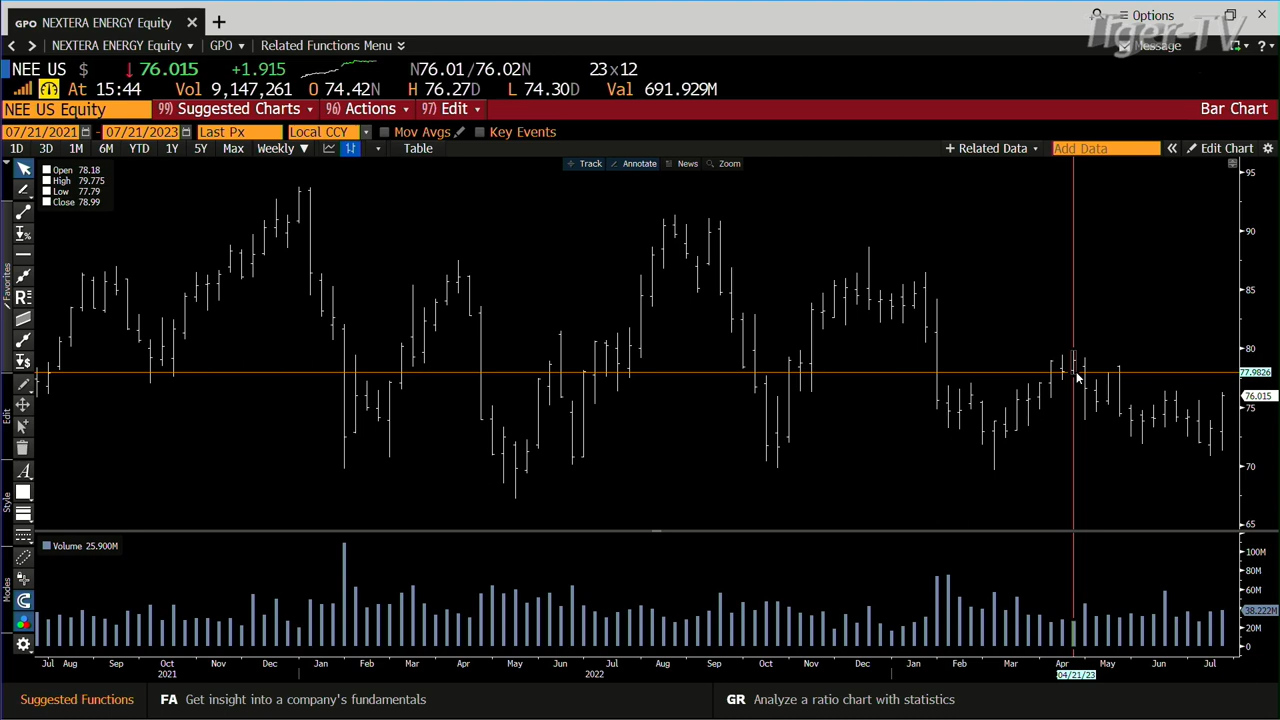 GPO NEXTERA ENERGY Equity
Options
NEXTERA ENERGY Equity GPO Related Functions Menu Message
Tiger-TV
NEE US $ 76.015 +1.915 N76.01/76.02N 23x12
At 15:44 Vol 9,147,261 O 74.42N H 76.27D L 74.30D Val 691.929M
NEE US Equity 99) Suggested Charts 96) Actions 97) Edit Bar Chart
07/21/2021 - 07/21/2023 Last Px Local CCY Mov Avgs Key Events
1D 3D 1M 6M YTD 1Y 5Y Max Weekly ▼ Table + Related Data Add Data « Edit Chart
Track Annotate News Zoom
Open 78.18
High 79.775
Low 77.79
Close 78.99
95
90
85
80
77.9826
76.015
75
70
65
Favorites
Edit
Style
Modes
Volume 25.900M
100M
80M
60M
38.222M
20M
0
Jul Aug Sep Oct Nov Dec Jan Feb Mar Apr May Jun Jul Aug Sep Oct Nov Dec Jan Feb Mar Apr May Jun Jul
2021 2022 04/21/23
Suggested Functions FA Get insight into a company's fundamentals GR Analyze a ratio chart with statistics